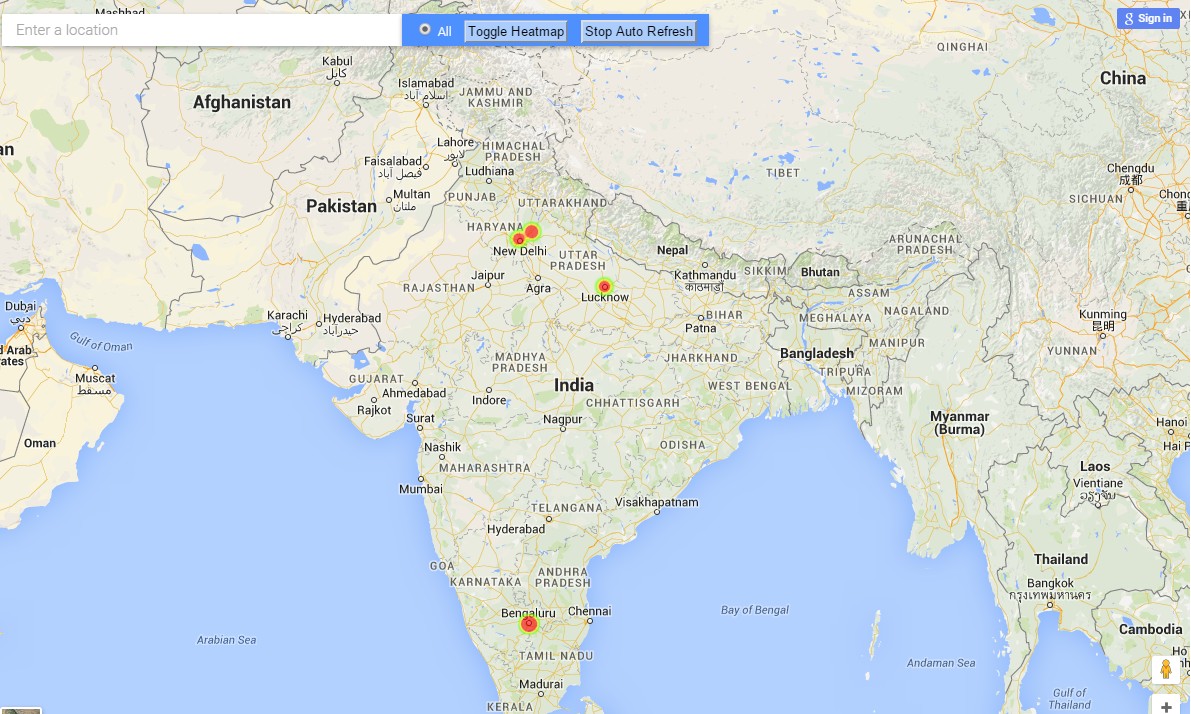 Mashhad
Enter a location
All
Toggle Heatmap
Stop Auto Refresh
Sign in
QINGHAI
Kabul
کابل
China
Islamabad
اسلام آباد
JAMMU AND
KASHMIR
Afghanistan
Lahore
لاہور
HIMACHAL
PRADESH
Faisalabad
فیصل آباد
Ludhiana
Chengdu
成都
TIBET
Multan
ملتان
PUNJAB
UTTARAKHAND
SICHUAN
Pakistan
HARYANA
New Delhi
UTTAR
PRADESH
Nepal
ARUNACHAL
PRADESH
Jaipur
Agra
RAJASTHAN
Kathmandu
काठमाडौं
SIKKIM
Bhutan
Lucknow
ASSAM
Dubai
دبي
Karachi
کراچی
Hyderabad
حیدرآباد
BIHAR
Patna
MEGHALAYA
NAGALAND
Kunming
昆明
Gulf of Oman
MANIPUR
YUNNAN
MADHYA
PRADESH
JHARKHAND
Bangladesh
Muscat
مسقط
GUJARAT
Ahmedabad
Indore
India
WEST BENGAL
TRIPURA
MIZORAM
Rajkot
Surat
CHHATTISGARH
Nagpur
Myanmar
(Burma)
Hanoi
Oman
Nashik
ODISHA
MAHARASHTRA
Laos
Vientiane
ວຽງຈັນ
Mumbai
Visakhapatnam
TELANGANA
Hyderabad
GOA
KARNATAKA
ANDHRA
PRADESH
Thailand
Bangkok
กรุงเทพมหานคร
Bengaluru
Chennai
Bay of Bengal
Cambodia
Arabian Sea
TAMIL NADU
Andaman Sea
Madurai
Gulf of
Thailand
KERALA